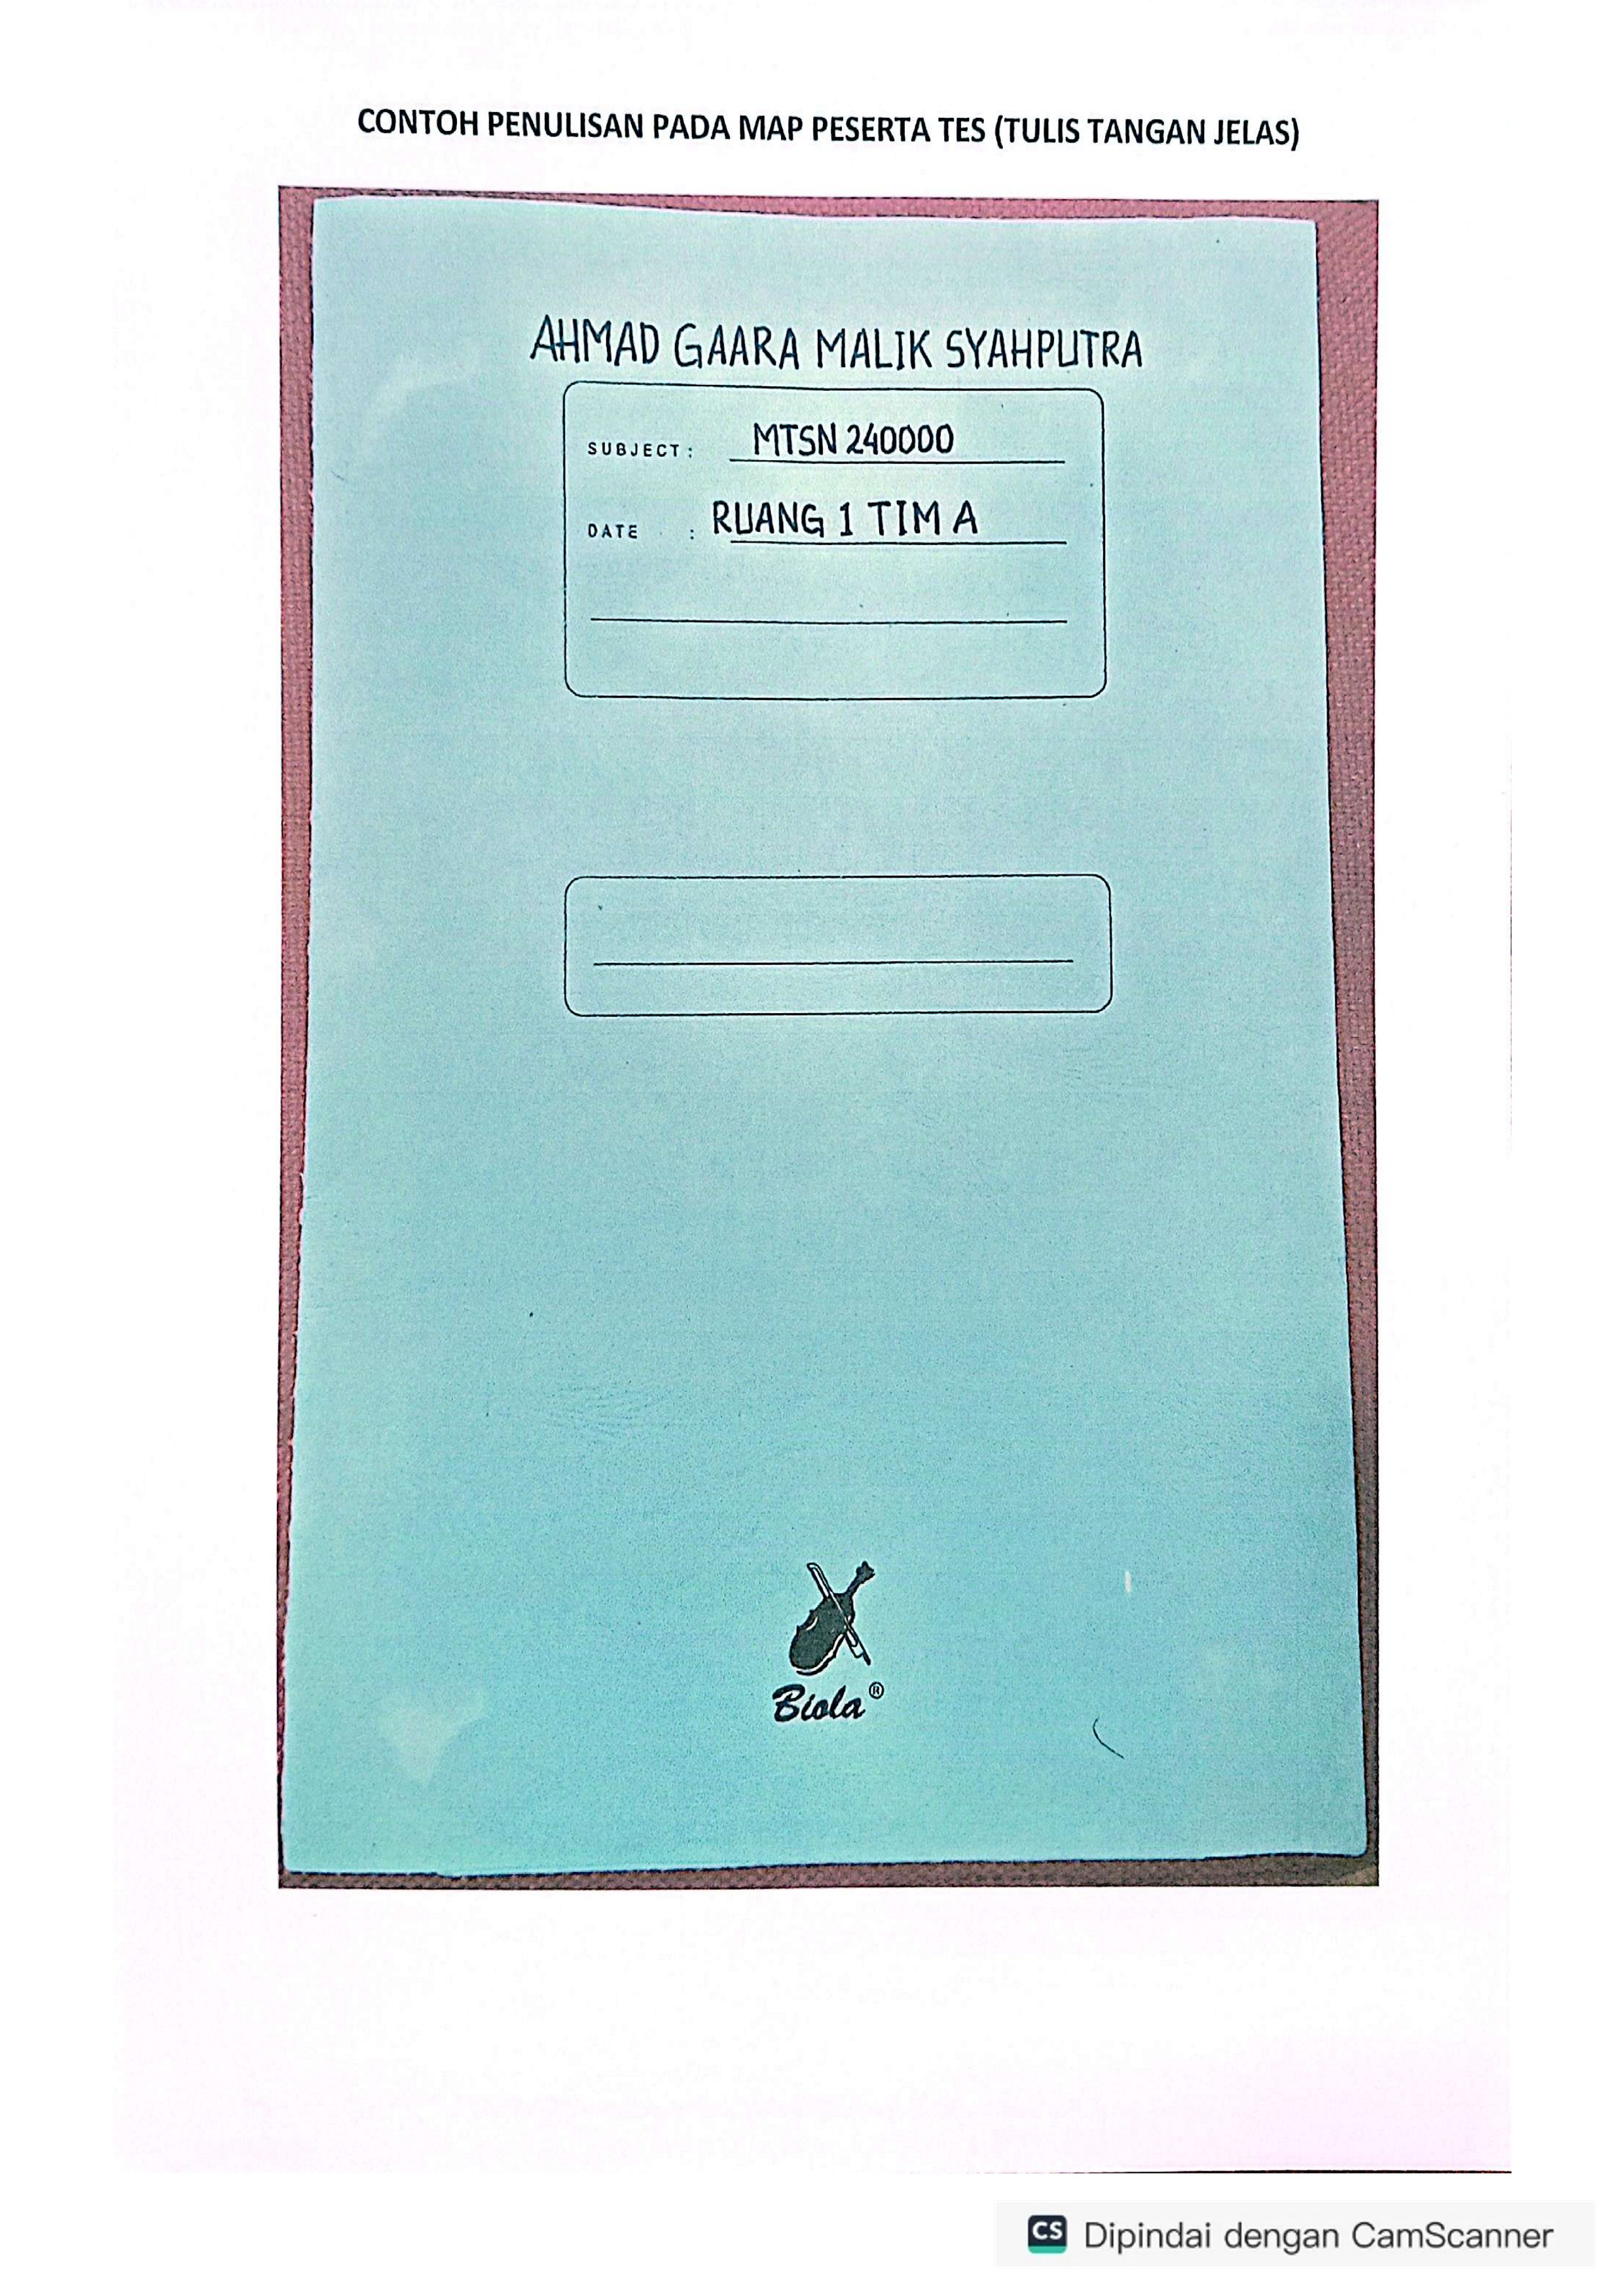 CONTOH PENULISAN PADA MAP PESERTA TES (TULIS TANGAN JELAS)
AHMAD GAARA MALIK SYAHPUTRA
SUBJECT : MTSN 240000
DATE : RUANG 1 TIM A
Biola ®
CS Dipindai dengan CamScanner